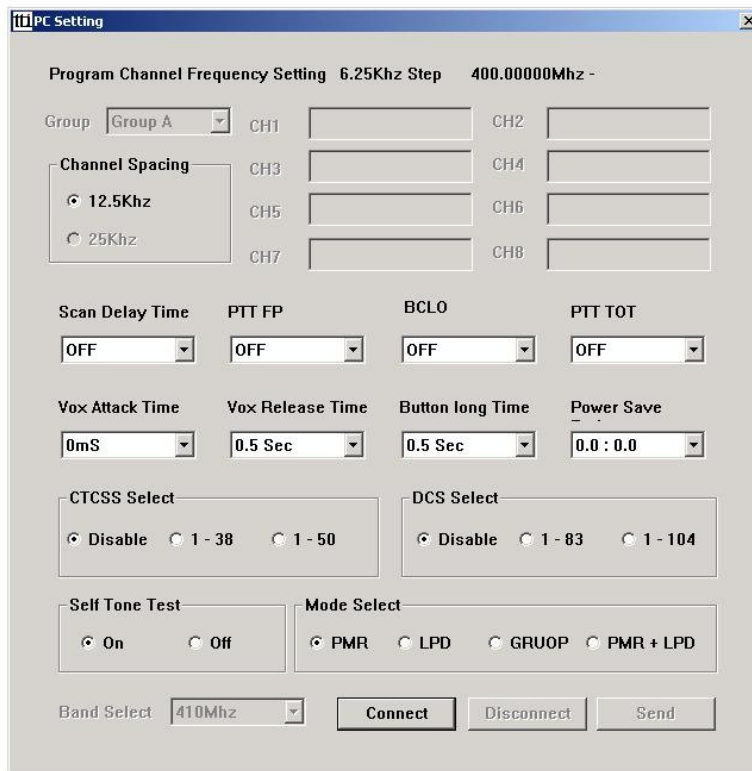 tti PC Setting
Program Channel Frequency Setting 6.25Khz Step 400.00000Mhz -
Group Group A CH1 CH2
Channel Spacing CH3 CH4
12.5Khz CH5 CH6
25Khz CH7 CH8
Scan Delay Time PTT FP BCLO PTT TOT
OFF OFF OFF OFF
Vox Attack Time Vox Release Time Button long Time Power Save
0mS 0.5 Sec 0.5 Sec 0.0 : 0.0
CTCSS Select DCS Select
Disable 1 - 38 1 - 50 Disable 1 - 83 1 - 104
Self Tone Test Mode Select
On Off PMR LPD GRUOP PMR + LPD
Band Select 410Mhz Connect Disconnect Send